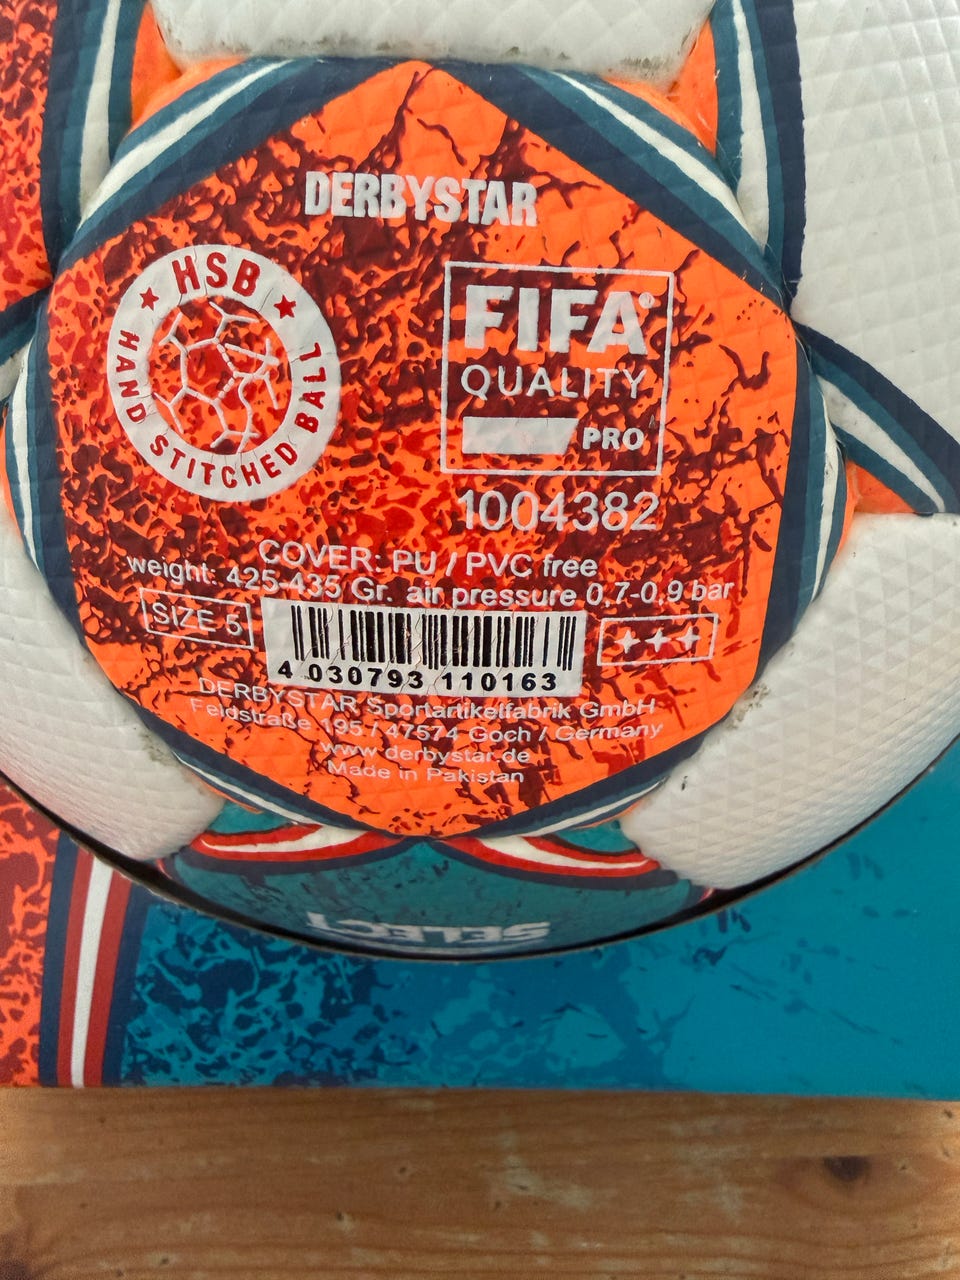 DERBYSTAR
HSB
HAND STITCHED BALL
FIFA®
QUALITY
PRO
1004382
COVER: PU / PVC free
weight: 425-435 Gr. air pressure 0,7-0,9 bar
SIZE 5
4 030793 110163
DERBYSTAR Sportartikelfabrik GmbH
Feldstraße 195 / 47574 Goch / Germany
www.derbystar.de
Made in Pakistan
SELECT